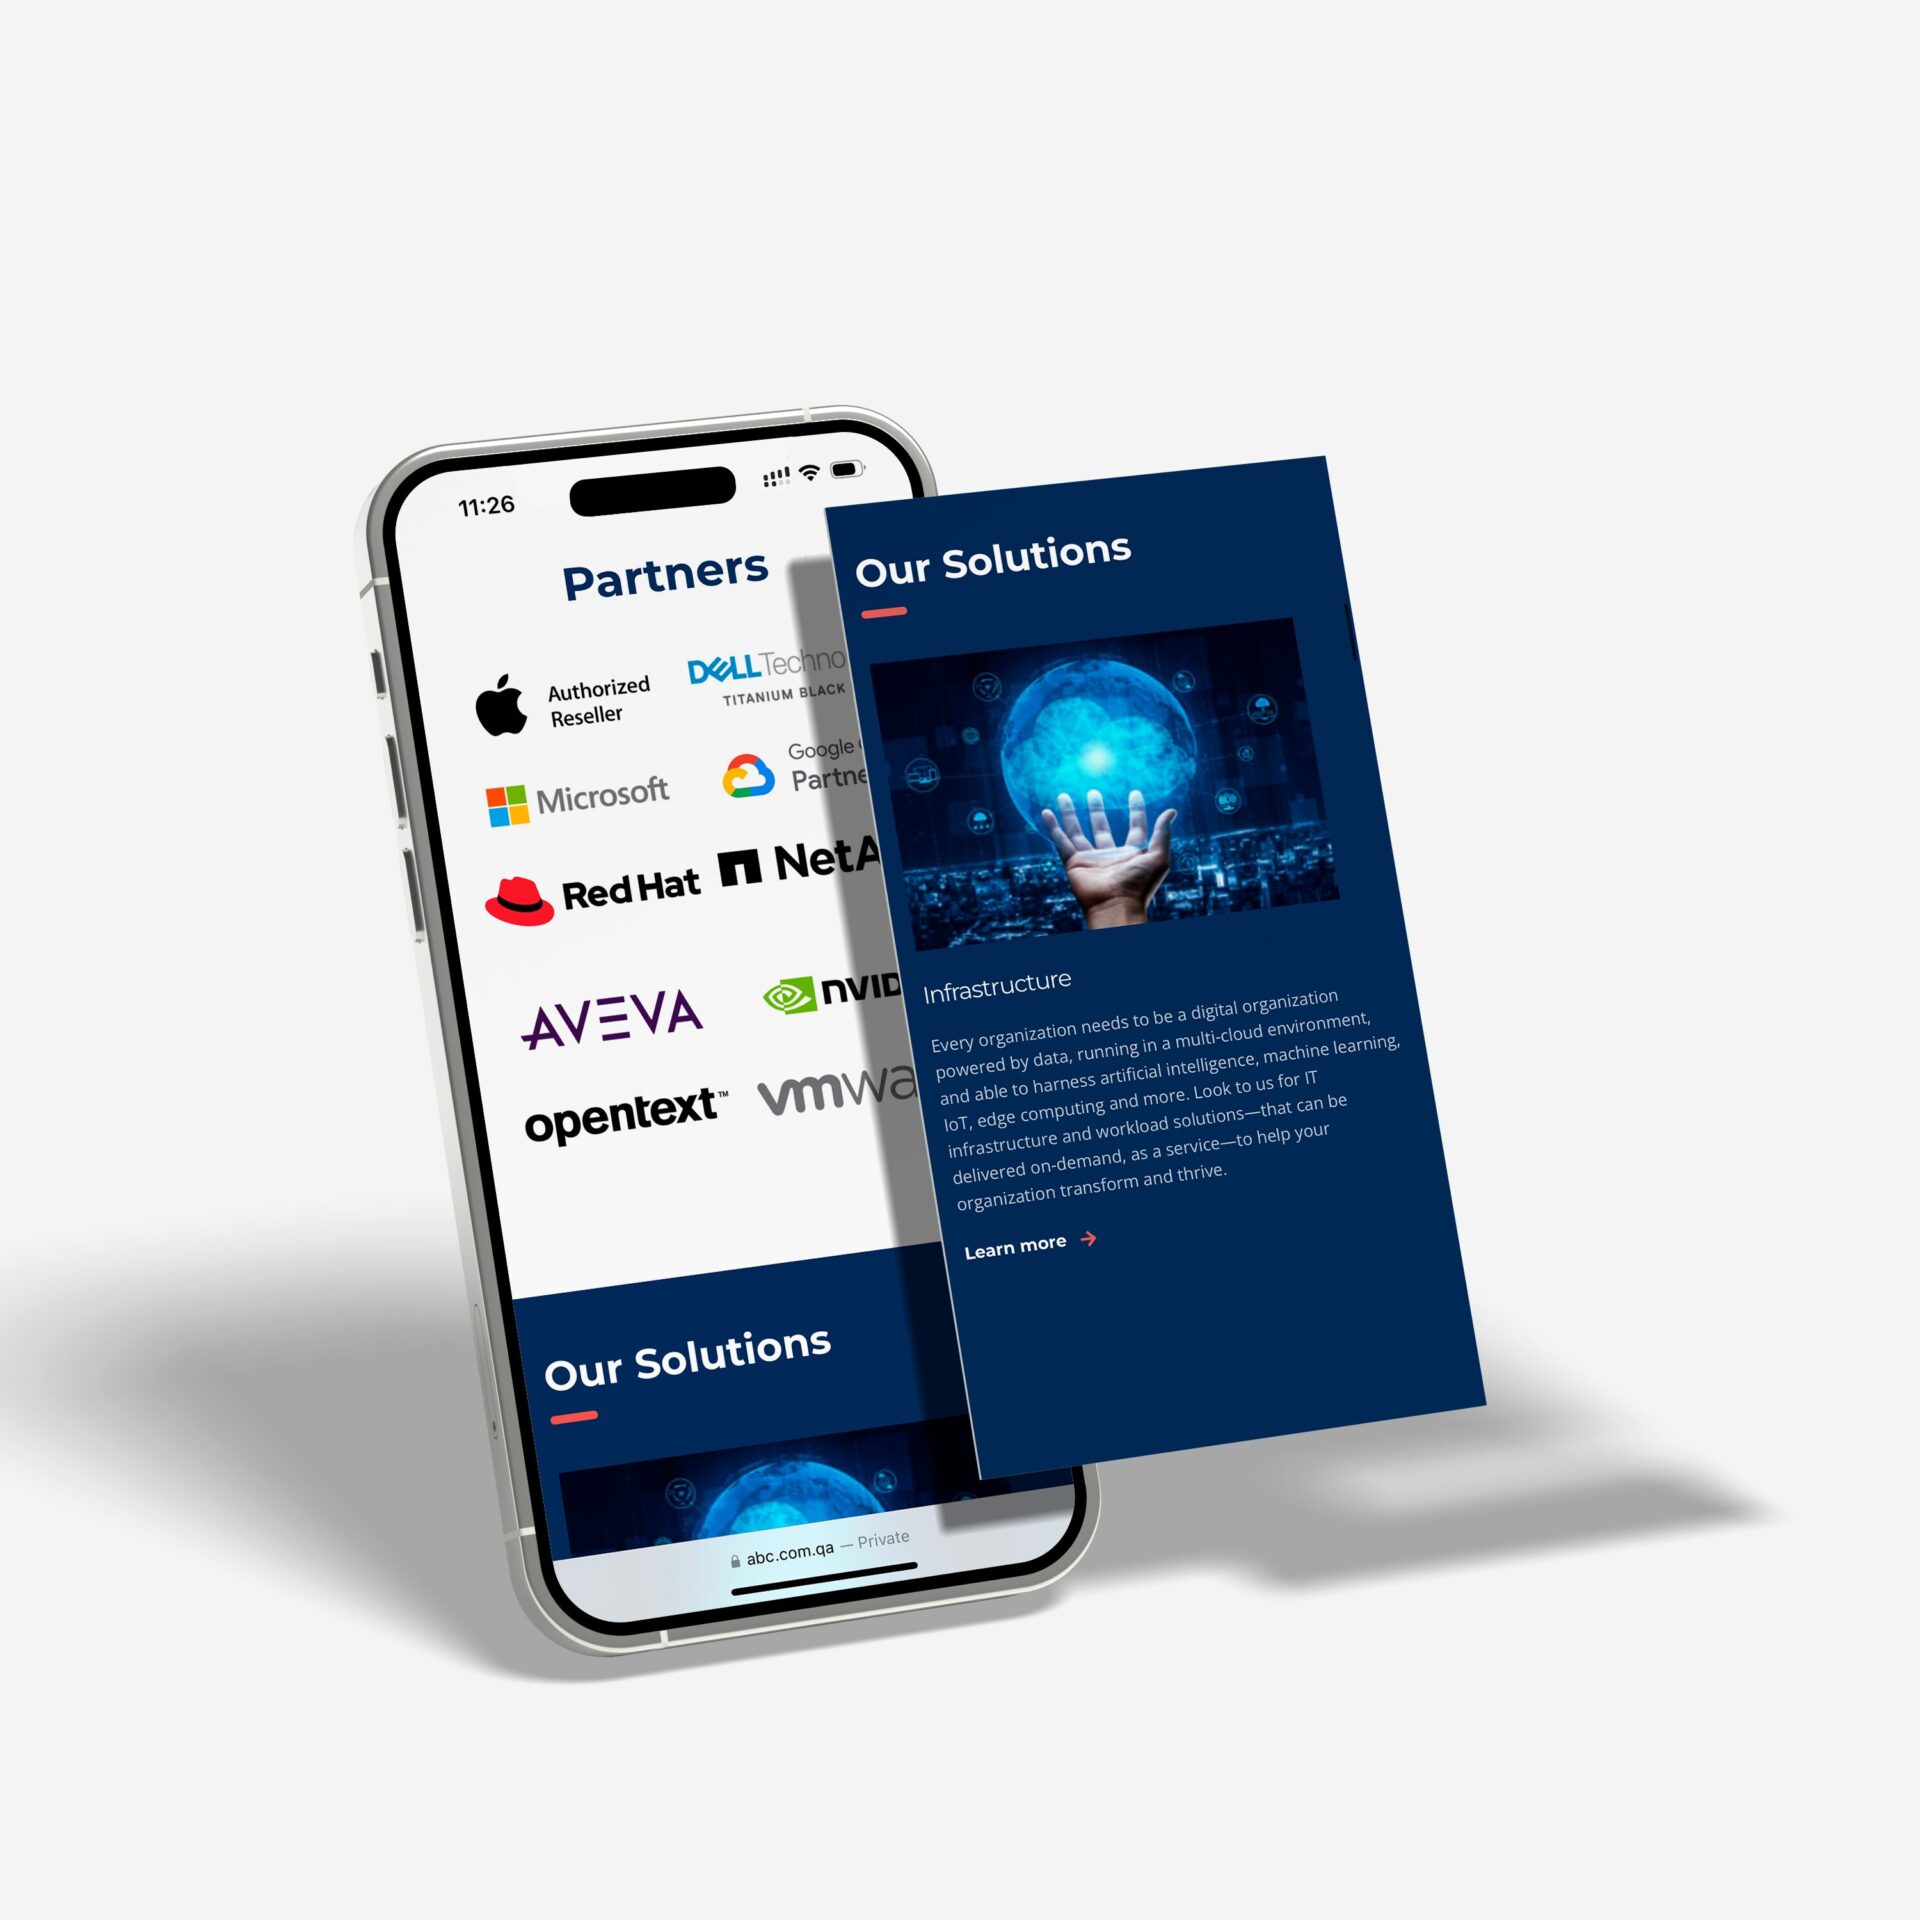 11:26
Partners
Authorized
Reseller
DELL Techno
TITANIUM BLACK
Microsoft
Google
Partne
Red Hat
NetA
AVEVA
nVID
opentext™
vmwa
Our Solutions
abc.com.qa — Private
Our Solutions
Infrastructure
Every organization needs to be a digital organization
powered by data, running in a multi-cloud environment,
and able to harness artificial intelligence, machine learning,
IoT, edge computing and more. Look to us for IT
infrastructure and workload solutions—that can be
delivered on-demand, as a service—to help your
organization transform and thrive.
Learn more →